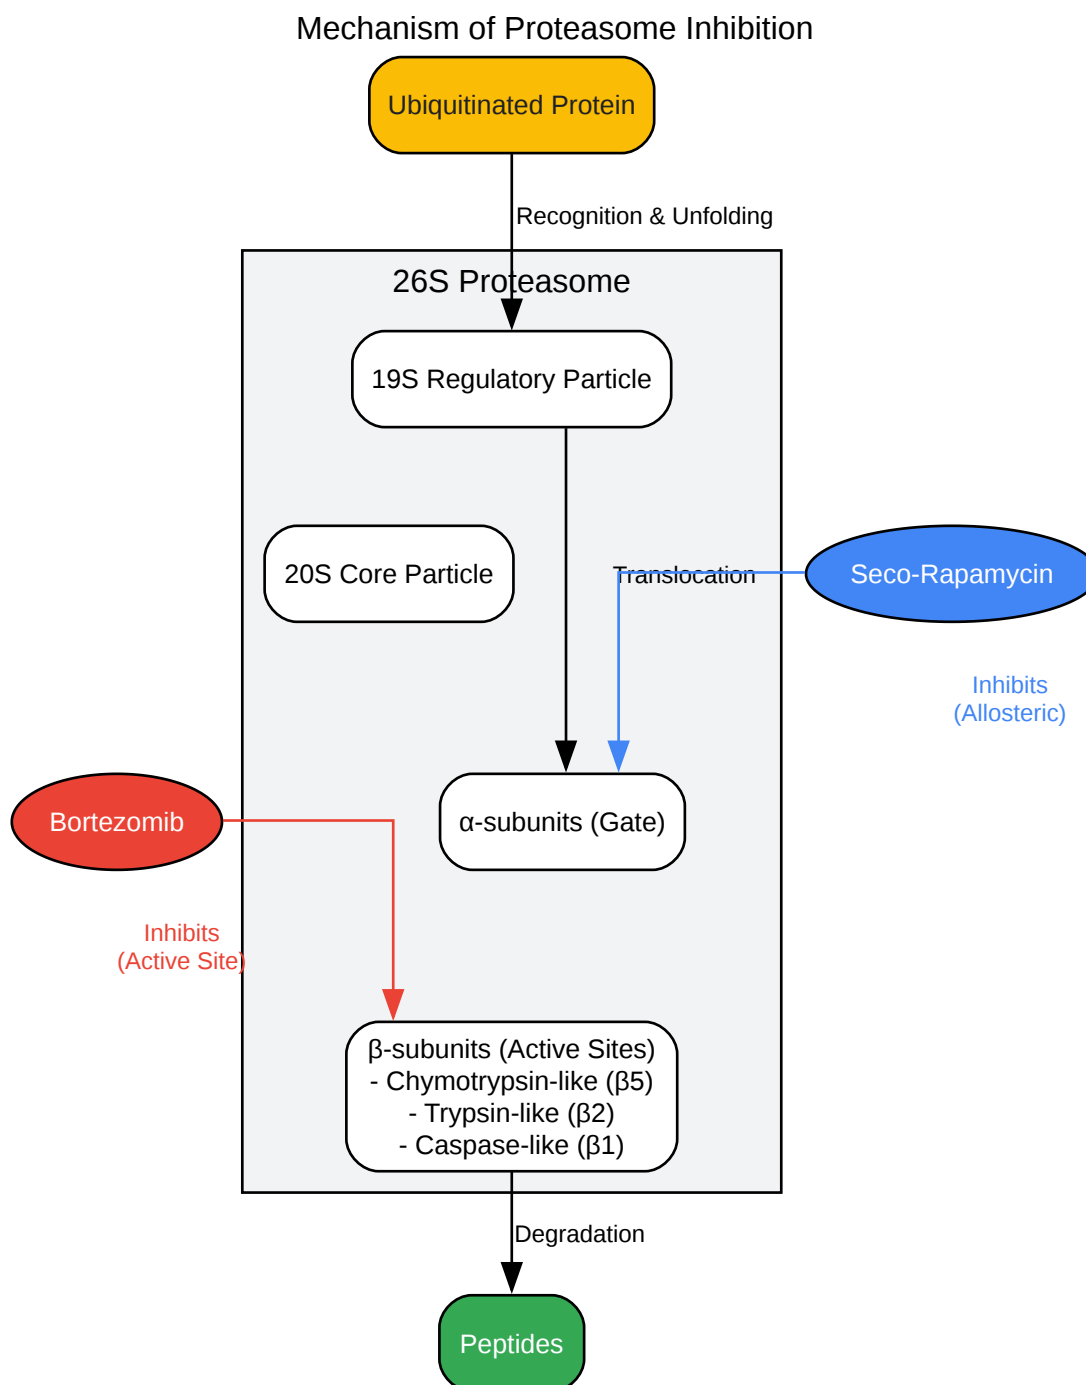 Mechanism of Proteasome Inhibition
Ubiquitinated Protein
Recognition & Unfolding
26S Proteasome
19S Regulatory Particle
20S Core Particle
Translocation
Seco-Rapamycin
Inhibits
(Allosteric)
Bortezomib
α-subunits (Gate)
Inhibits
(Active Site)
β-subunits (Active Sites)
- Chymotrypsin-like (β5)
- Trypsin-like (β2)
- Caspase-like (β1)
Degradation
Peptides